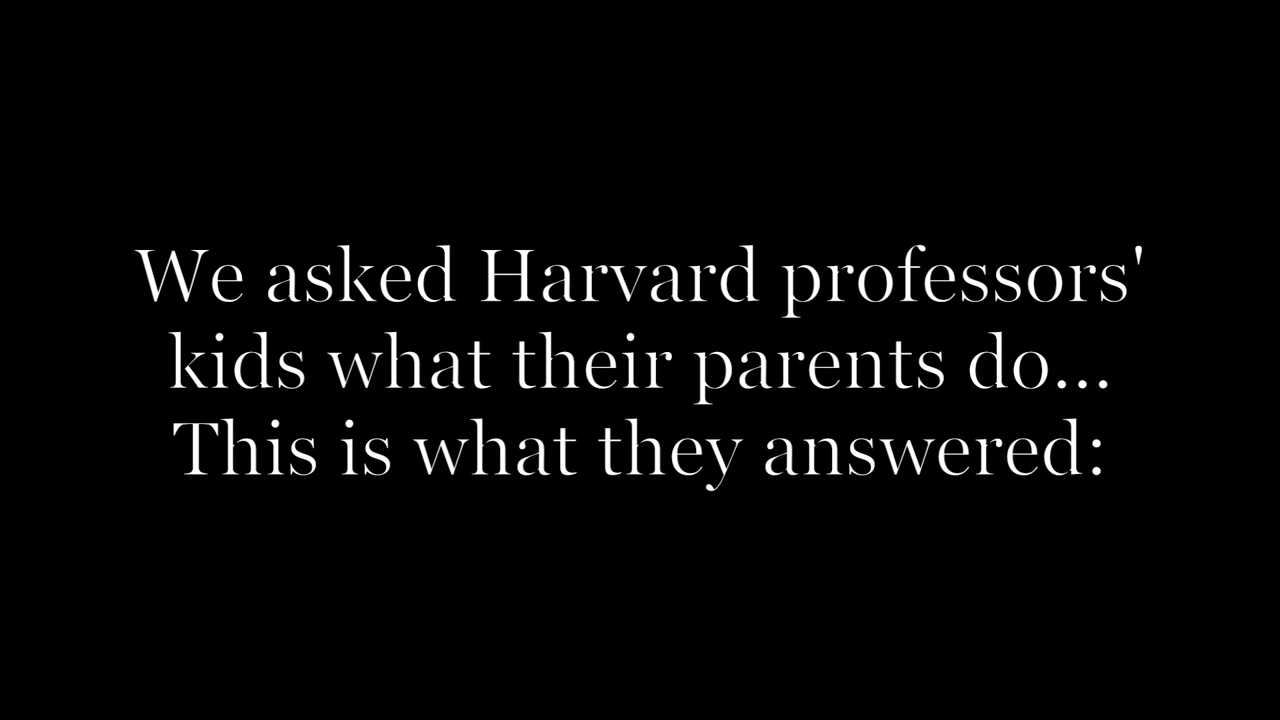 We asked Harvard professors'
kids what their parents do...
This is what they answered: